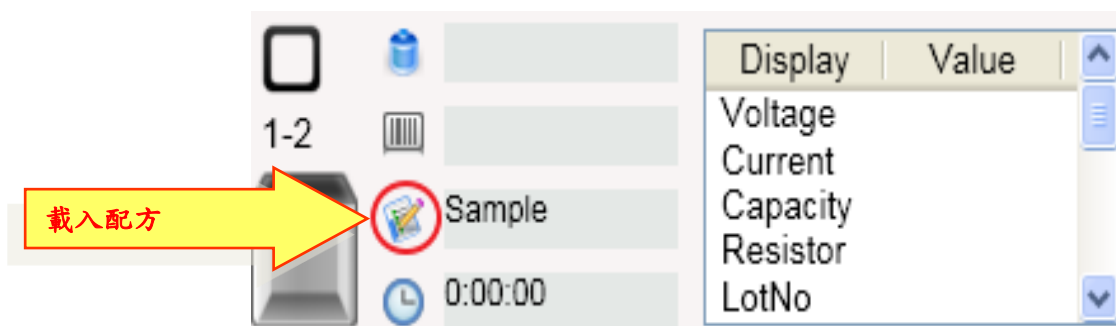 1-2
載入配方
Sample
0:00:00
Display Value
Voltage
Current
Capacity
Resistor
LotNo